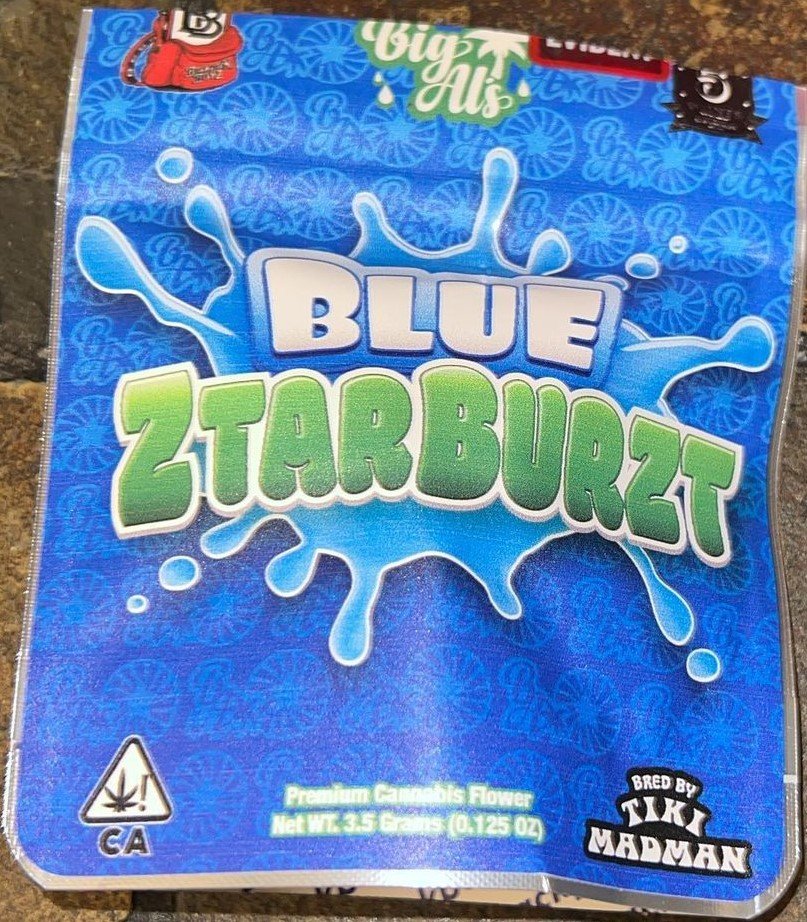 Big
Al's
BLUE
ZTARBURZT
CA
Premium Cannabis Flower
Net WT. 3.5 Grams (0.125 OZ)
BRED BY
TIKI
MADMAN